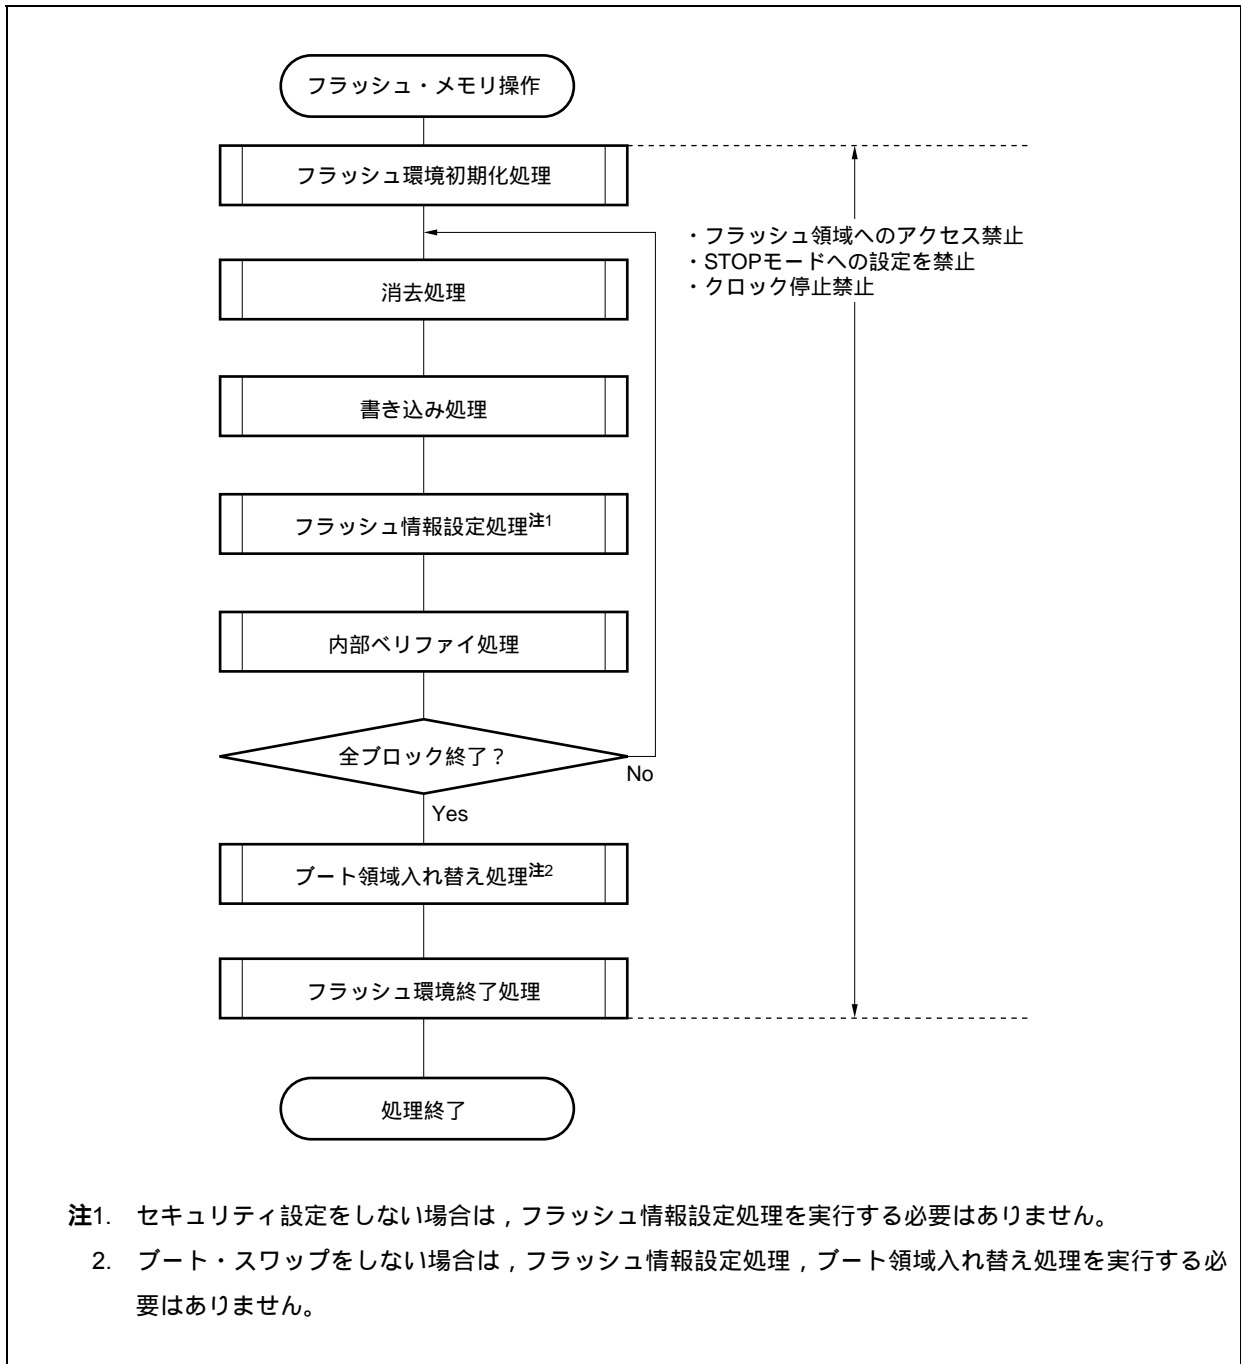 フラッシュ・メモリ操作
フラッシュ環境初期化処理
・フラッシュ領域へのアクセス禁止
・STOPモードへの設定を禁止
・クロック停止禁止
消去処理
書き込み処理
フラッシュ情報設定処理注1
内部ベリファイ処理
全ブロック終了？
No
Yes
ブート領域入れ替え処理注2
フラッシュ環境終了処理
処理終了
注1. セキュリティ設定をしない場合は，フラッシュ情報設定処理を実行する必要はありません。
2. ブート・スワップをしない場合は，フラッシュ情報設定処理，ブート領域入れ替え処理を実行する必
要はありません。